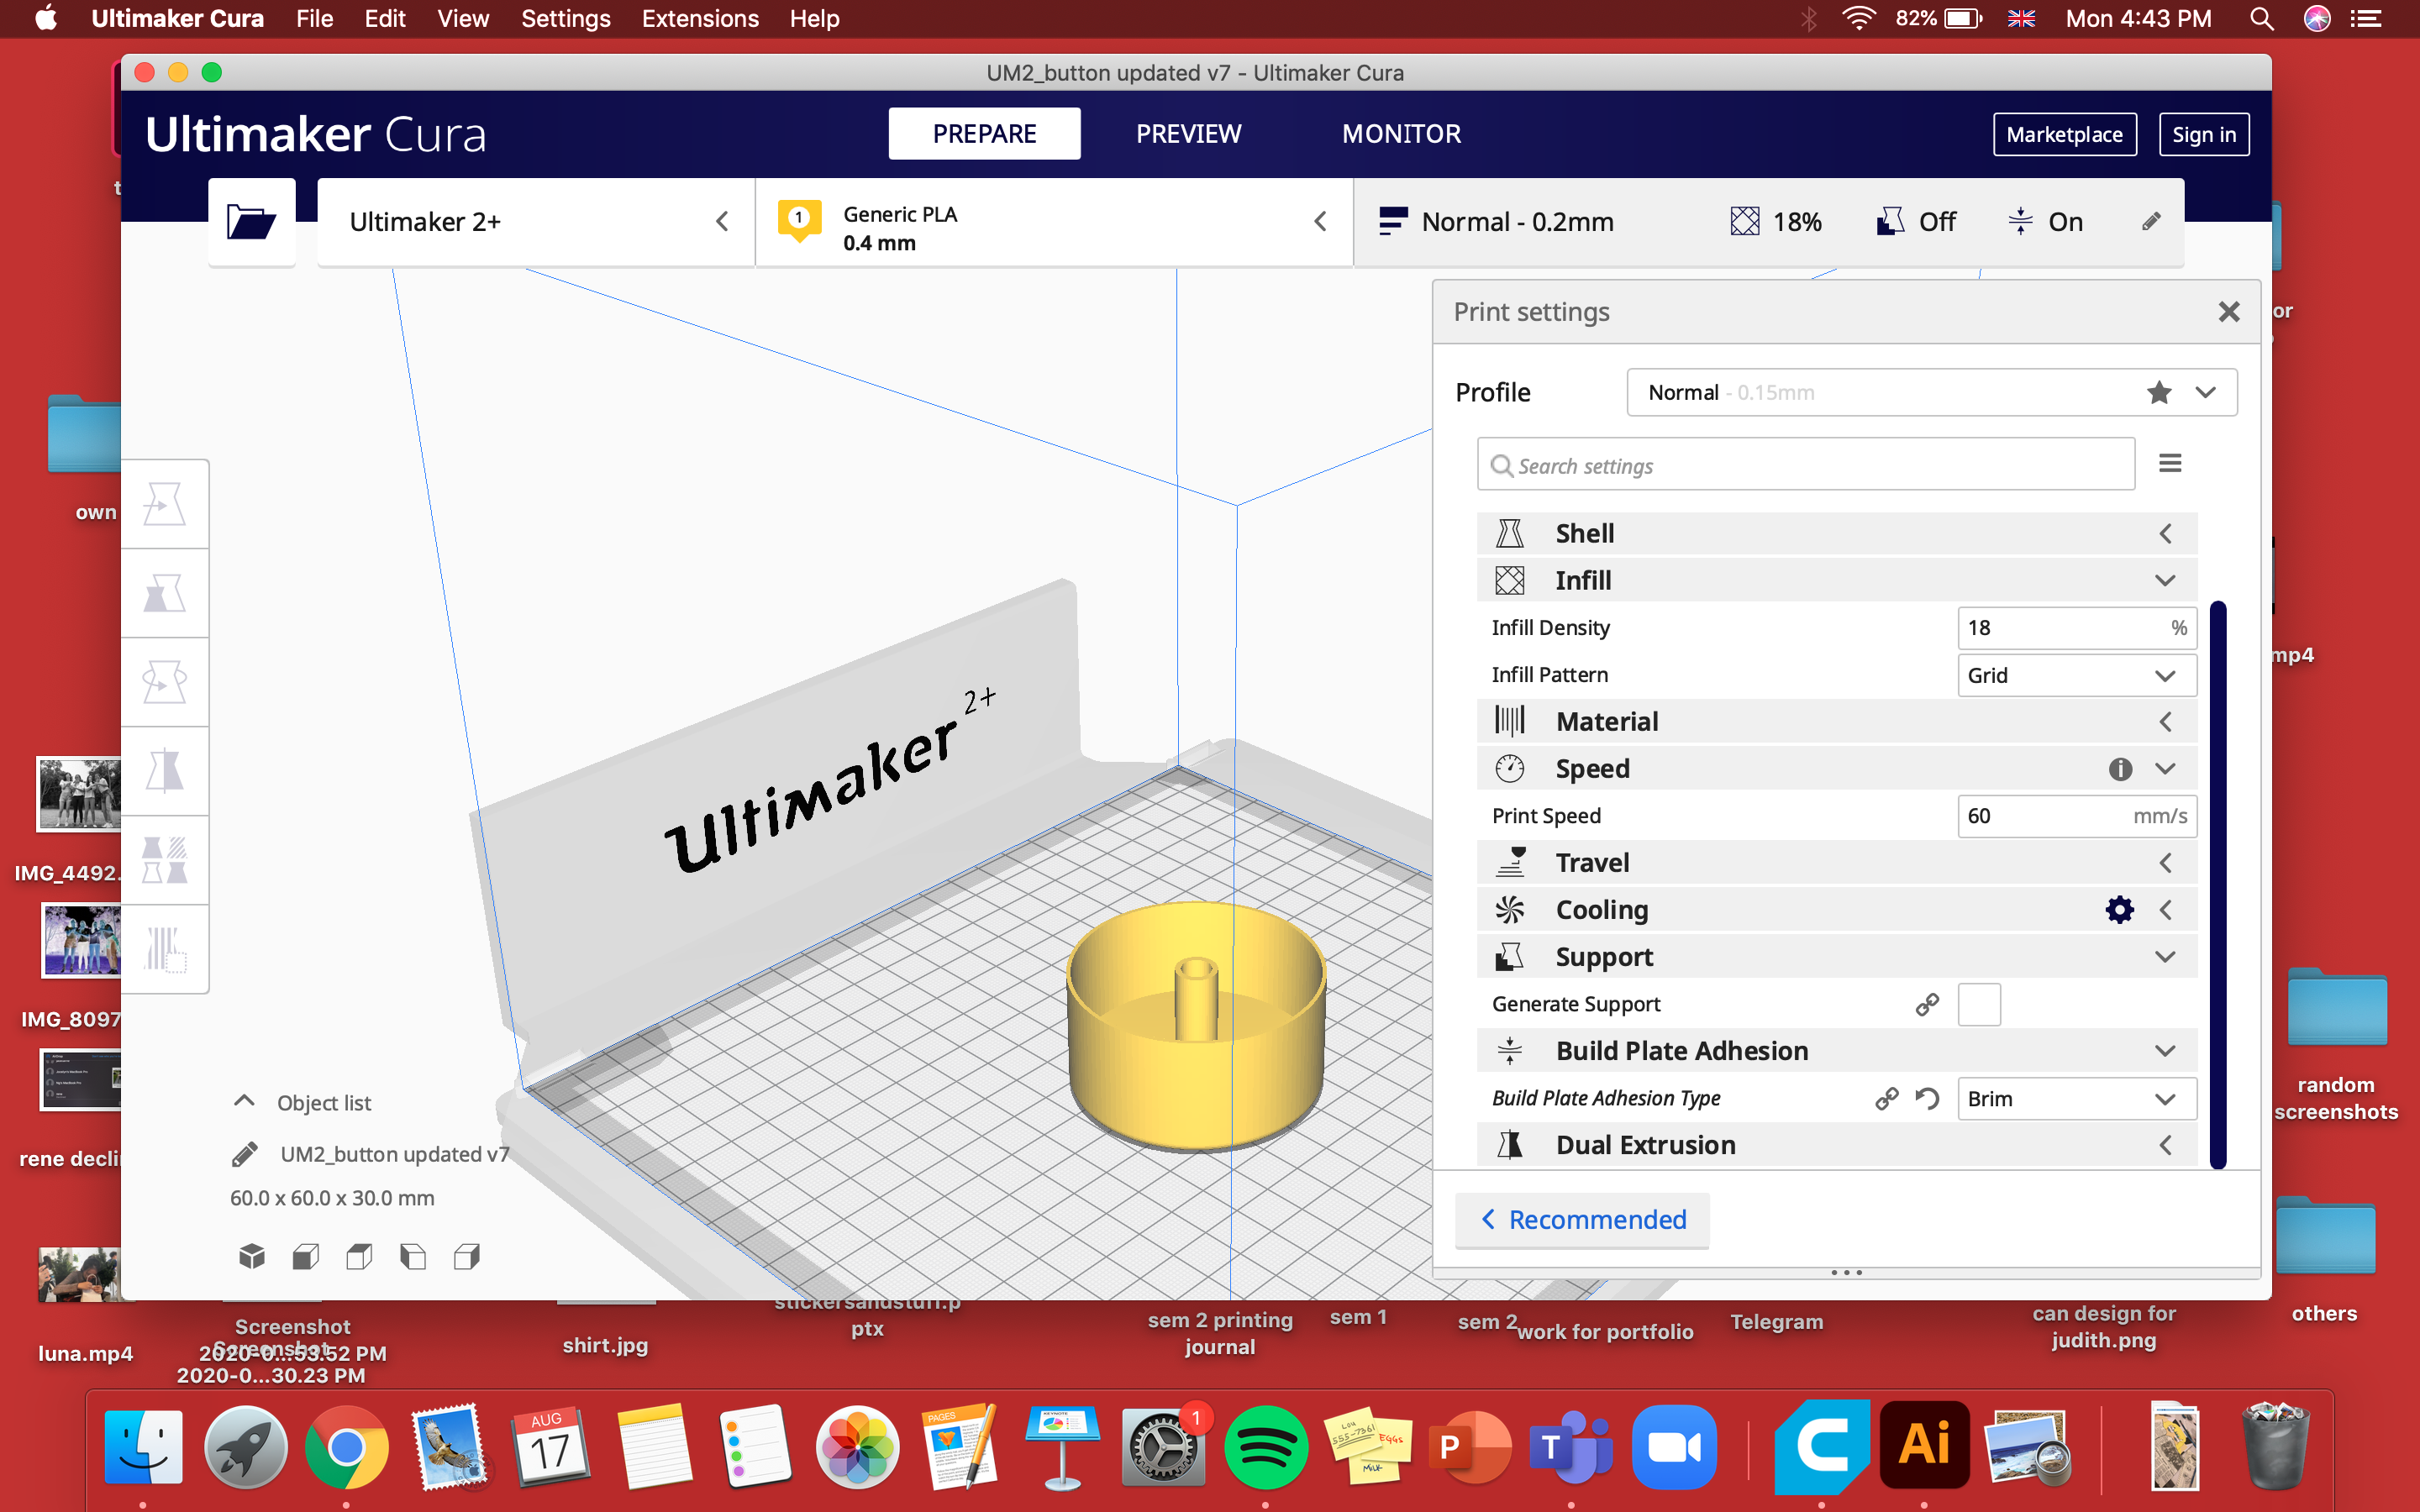 Ultimaker Cura File Edit View Settings Extensions Help 82% Mon 4:43 PM
UM2_button updated v7 - Ultimaker Cura
Ultimaker Cura PREPARE PREVIEW MONITOR Marketplace Sign in
Ultimaker 2+ 1 Generic PLA
0.4 mm
Normal - 0.2mm 18% Off On
Print settings
Profile Normal - 0.15mm
Search settings
Shell
Infill
Infill Density 18 %
Infill Pattern Grid
Material
Speed
Print Speed 60 mm/s
Travel
Cooling
Support
Generate Support
Build Plate Adhesion
Build Plate Adhesion Type Brim
Dual Extrusion
Recommended
Ultimaker 2+
Object list
UM2_button updated v7
60.0 x 60.0 x 30.0 mm
own
IMG_4492.
IMG_8097
rene declin
luna.mp4
Screenshot
2020-0...53.52 PM
Screenshot
2020-0...30.23 PM
shirt.jpg
stickersandstuff.p
ptx
sem 2 printing
journal
sem 1
sem 2
work for portfolio
Telegram
can design for
judith.png
others
random
screenshots
mp4
or
AUG
17
PAGES
KEYNOTE
1
EGGS
MILK
P
T
C
Ai